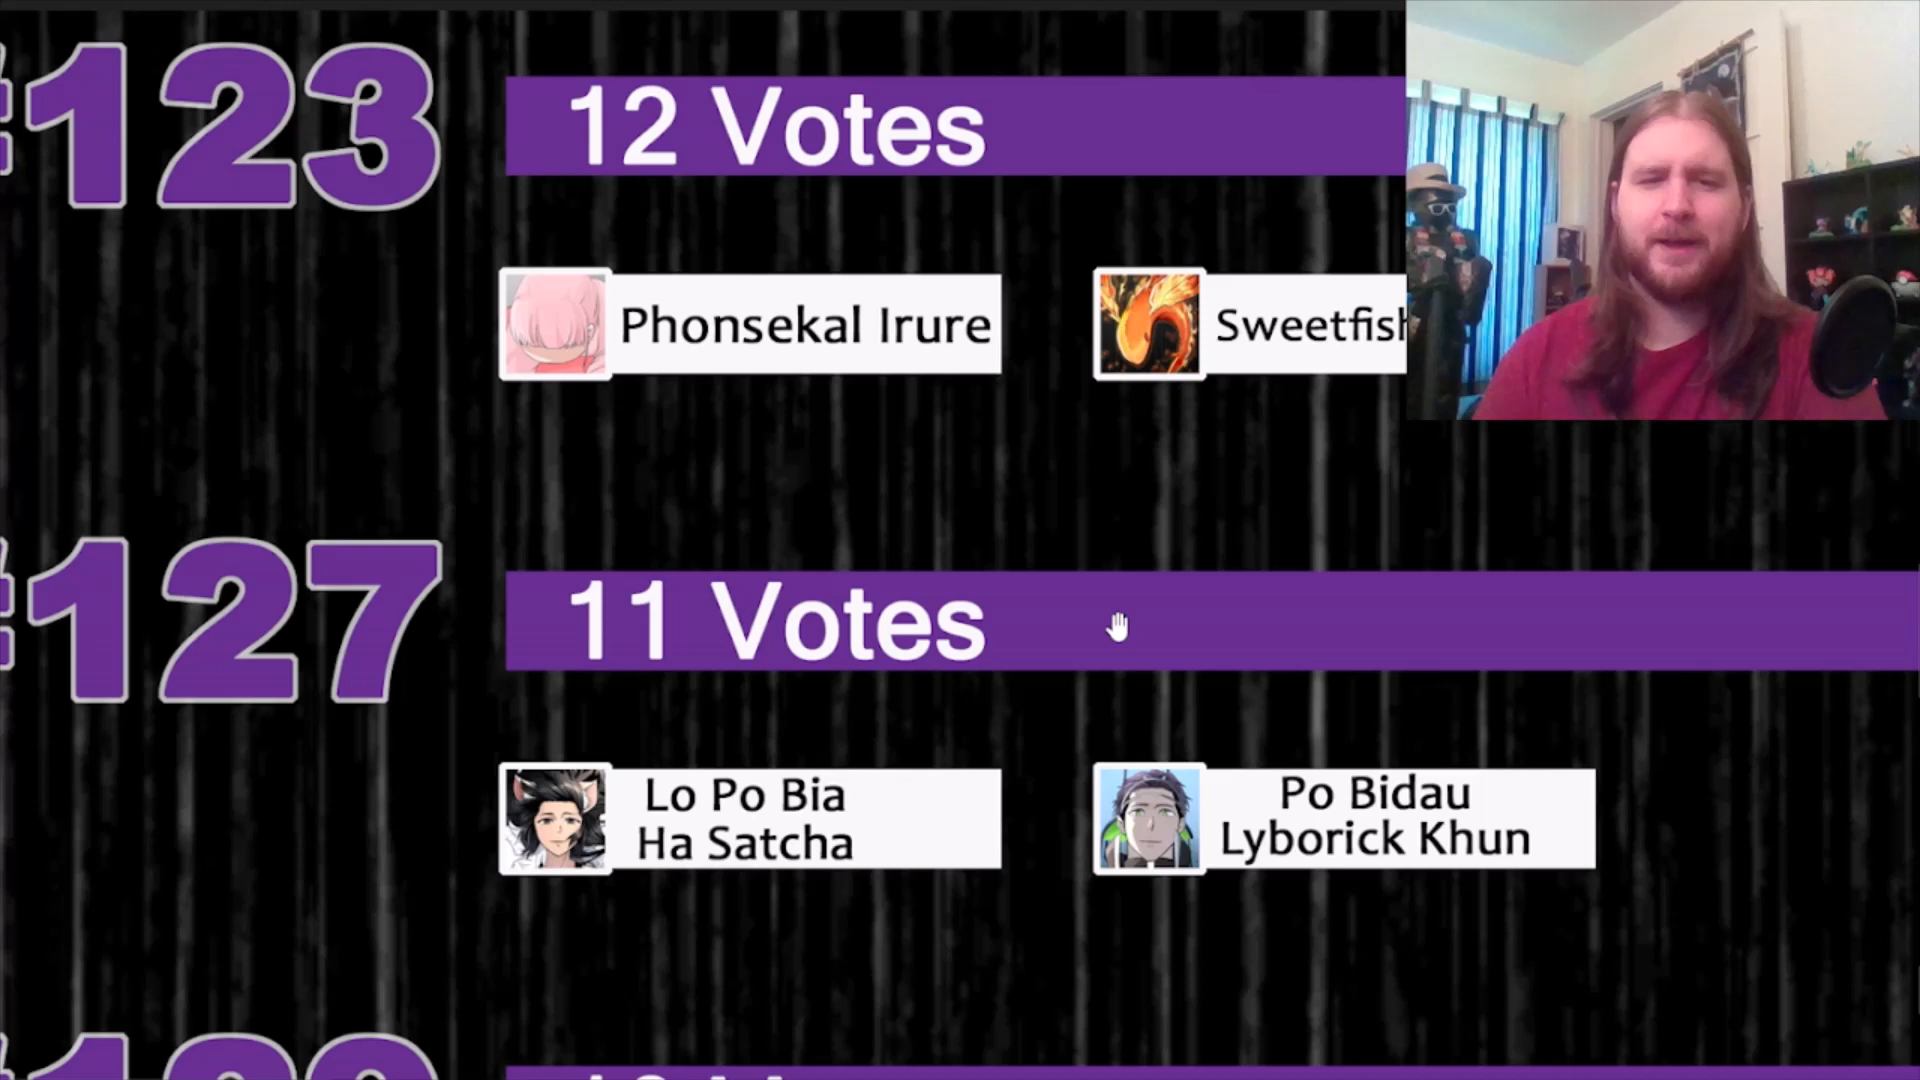 #123
12 Votes
Phonsekal Irure
Sweetfish
#127
11 Votes
Lo Po Bia
Ha Satcha
Po Bidau
Lyborick Khun